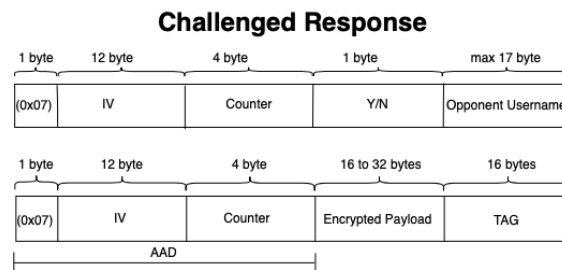 Challenged Response
1 byte 12 byte 4 byte 1 byte max 17 byte
(0x07) IV Counter Y/N Opponent Username
1 byte 12 byte 4 byte 16 to 32 bytes 16 bytes
(0x07) IV Counter Encrypted Payload TAG
AAD